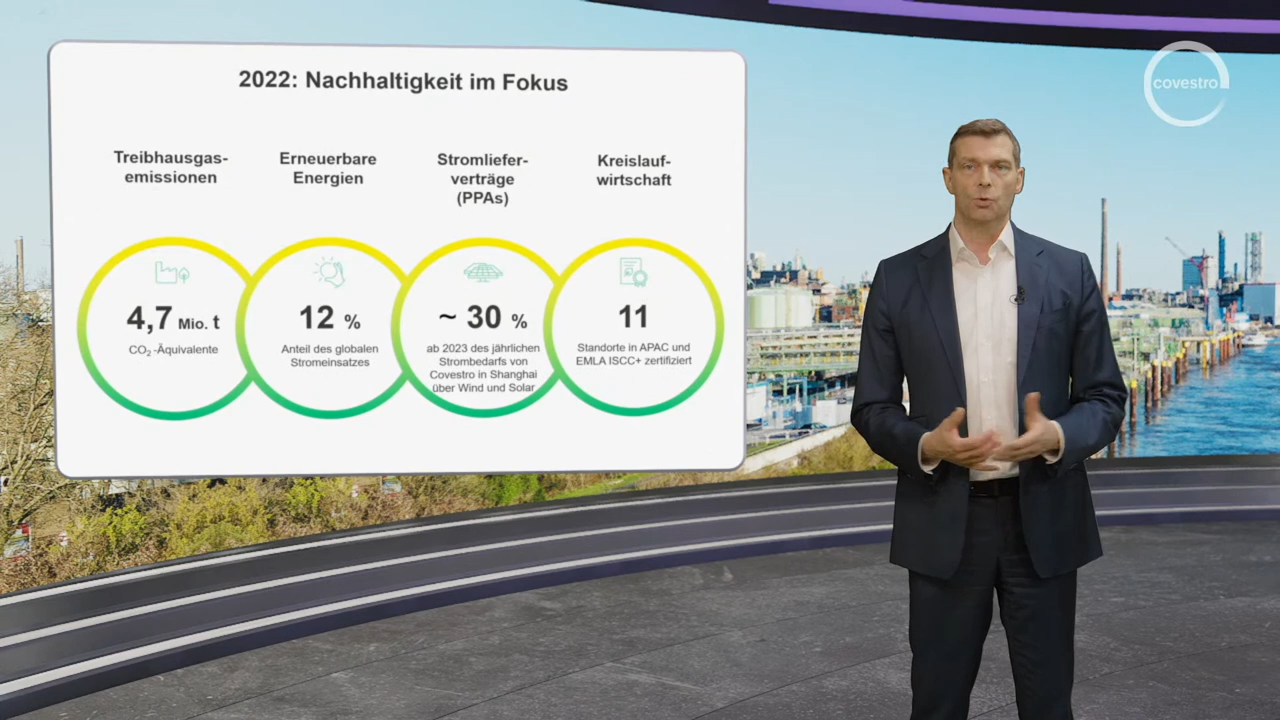 2022: Nachhaltigkeit im Fokus
Treibhausgas-
emissionen
Erneuerbare
Energien
Stromliefer-
verträge
(PPAs)
Kreislauf-
wirtschaft
4,7 Mio. t
CO₂-Äquivalente
12 %
Anteil des globalen
Stromeinsatzes
~ 30 %
ab 2023 des jährlichen
Strombedarfs von
Covestro in Shanghai
über Wind und Solar
11
Standorte in APAC und
EMLA ISCC+ zertifiziert
covestro